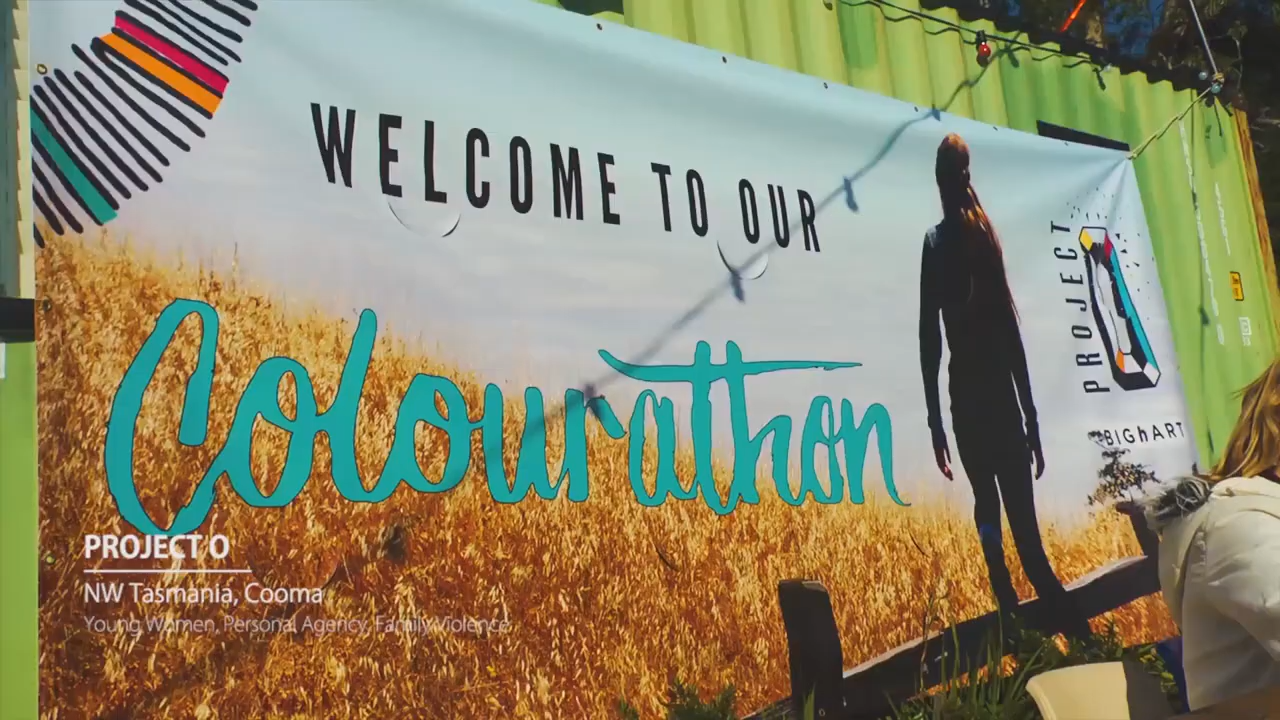 WELCOME TO OUR
Colourathon
PROJECT
BIGhART
PROJECT O
NW Tasmania, Cooma
Young Women, Personal Agency, Family Violence